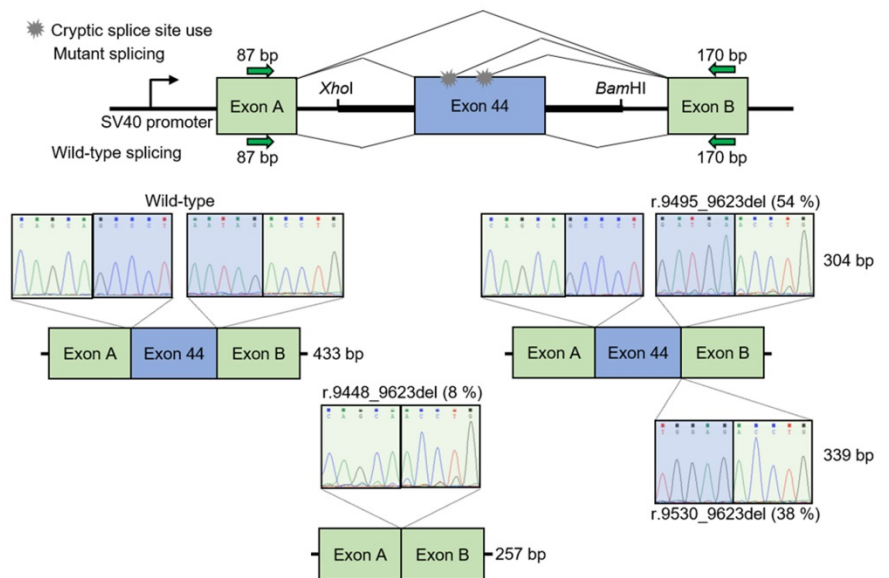 Cryptic splice site use
Mutant splicing
87 bp
170 bp
XhoI
BamHI
Exon A
Exon 44
Exon B
SV40 promoter
Wild-type splicing
87 bp
170 bp
Wild-type
r.9495_9623del (54 %)
C A G C A
G C C C T
A A T A G
A C C T G
C A G C A
G C C C T
G A T G A
A C C T G
304 bp
Exon A
Exon 44
Exon B
433 bp
Exon A
Exon 44
Exon B
r.9448_9623del (8 %)
C A G C A
A C C T G
T G G A G
A C C T G
339 bp
r.9530_9623del (38 %)
Exon A
Exon B
257 bp